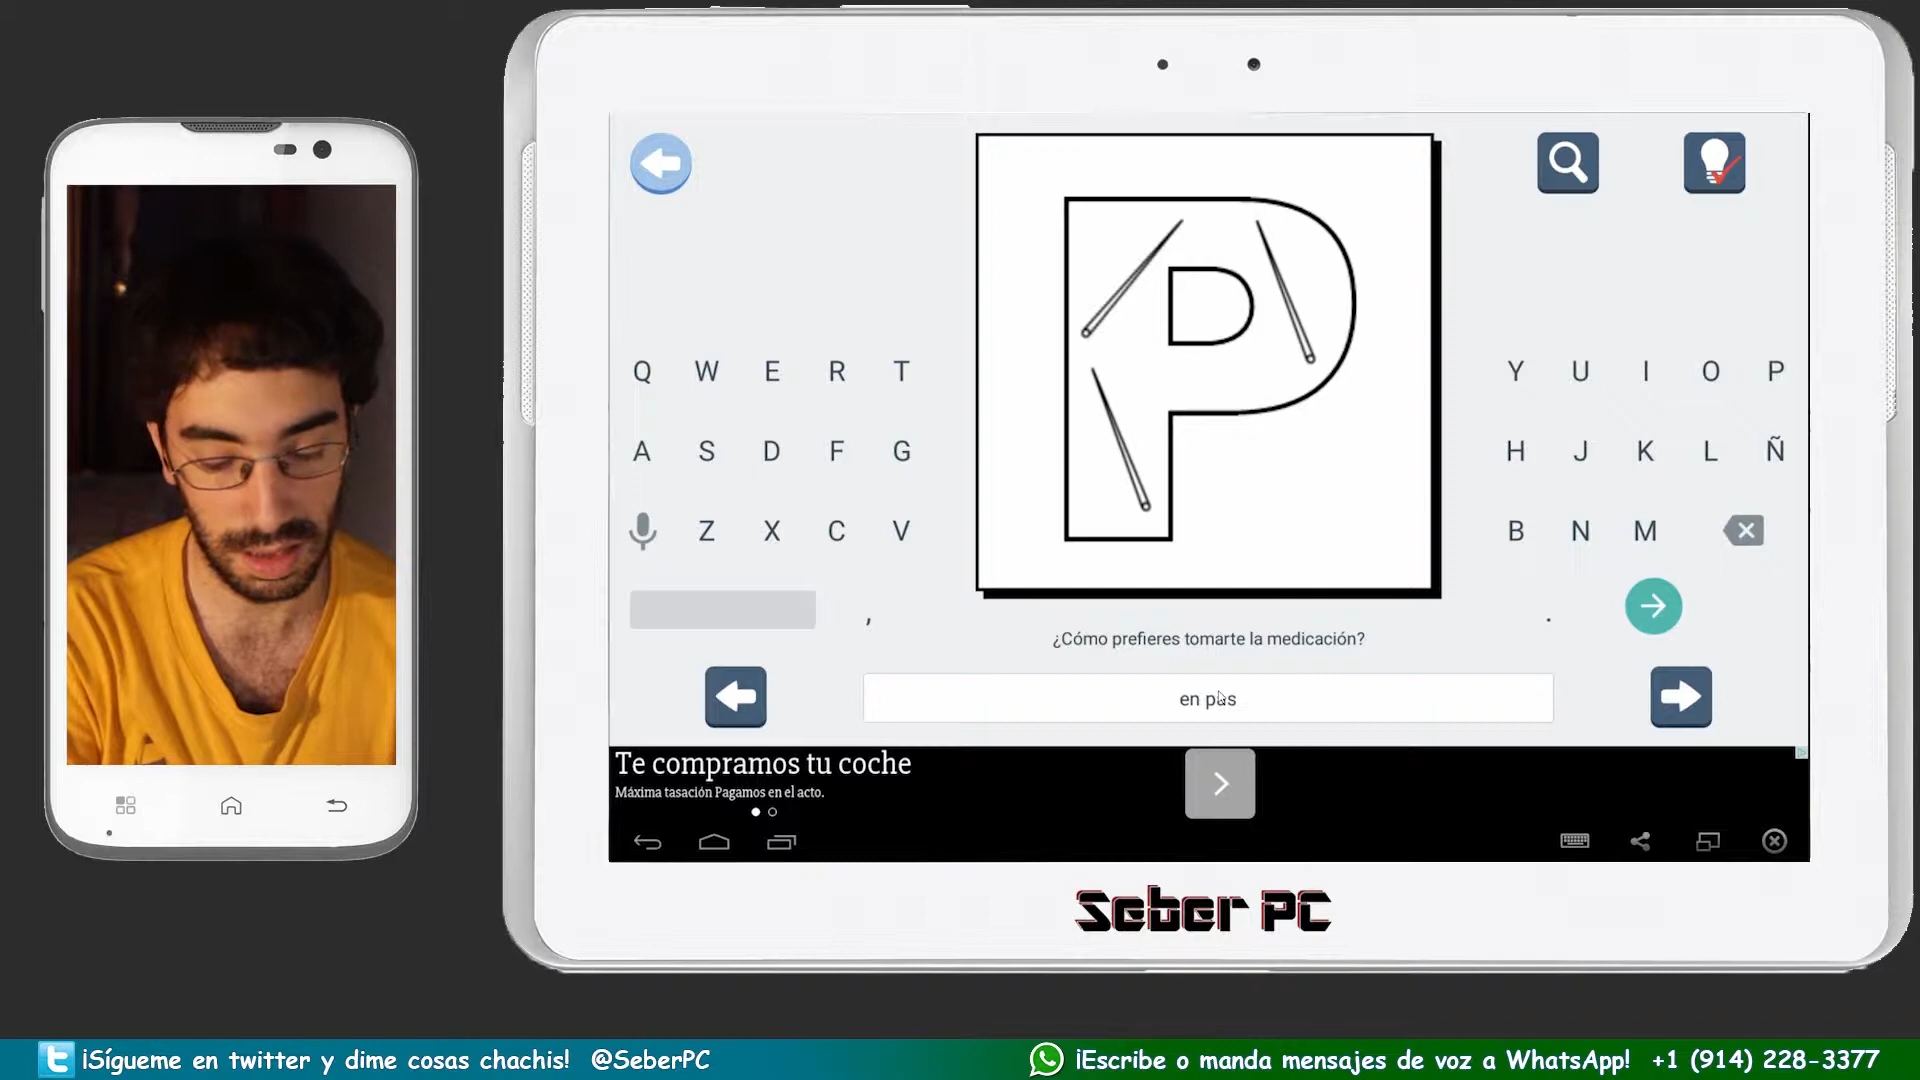 P
Q W E R T
Y U I O P
A S D F G
H J K L Ñ
Z X C V
B N M
, .
¿Cómo prefieres tomarte la medicación?
en pas
Te compramos tu coche
Máxima tasación Pagamos en el acto.
Seber PC
¡Sígueme en twitter y dime cosas chachis! @SeberPC
¡Escribe o manda mensajes de voz a WhatsApp! +1 (914) 228-3377